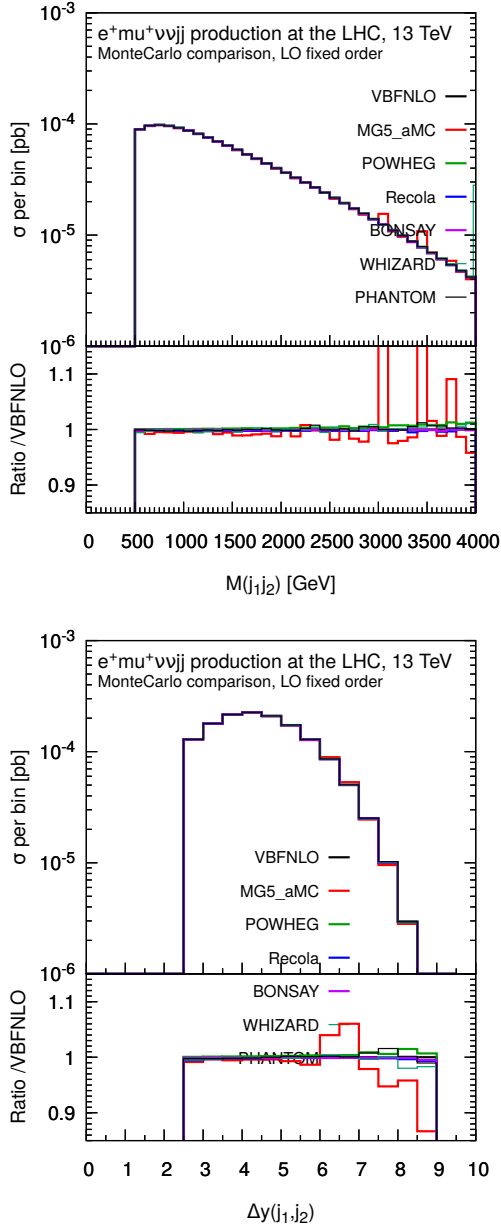 e⁺mu⁺ννjj production at the LHC, 13 TeV
MonteCarlo comparison, LO fixed order
10⁻³
10⁻⁴
10⁻⁵
10⁻⁶
σ per bin [pb]
VBFNLO
MG5_aMC
POWHEG
Recola
BONSAY
WHIZARD
PHANTOM
1.1
1
0.9
Ratio /VBFNLO
0 500 1000 1500 2000 2500 3000 3500 4000
M(j₁j₂) [GeV]
e⁺mu⁺ννjj production at the LHC, 13 TeV
MonteCarlo comparison, LO fixed order
10⁻³
10⁻⁴
10⁻⁵
10⁻⁶
σ per bin [pb]
VBFNLO
MG5_aMC
POWHEG
Recola
BONSAY
WHIZARD
PHANTOM
1.1
1
0.9
Ratio /VBFNLO
0 1 2 3 4 5 6 7 8 9 10
Δy(j₁,j₂)